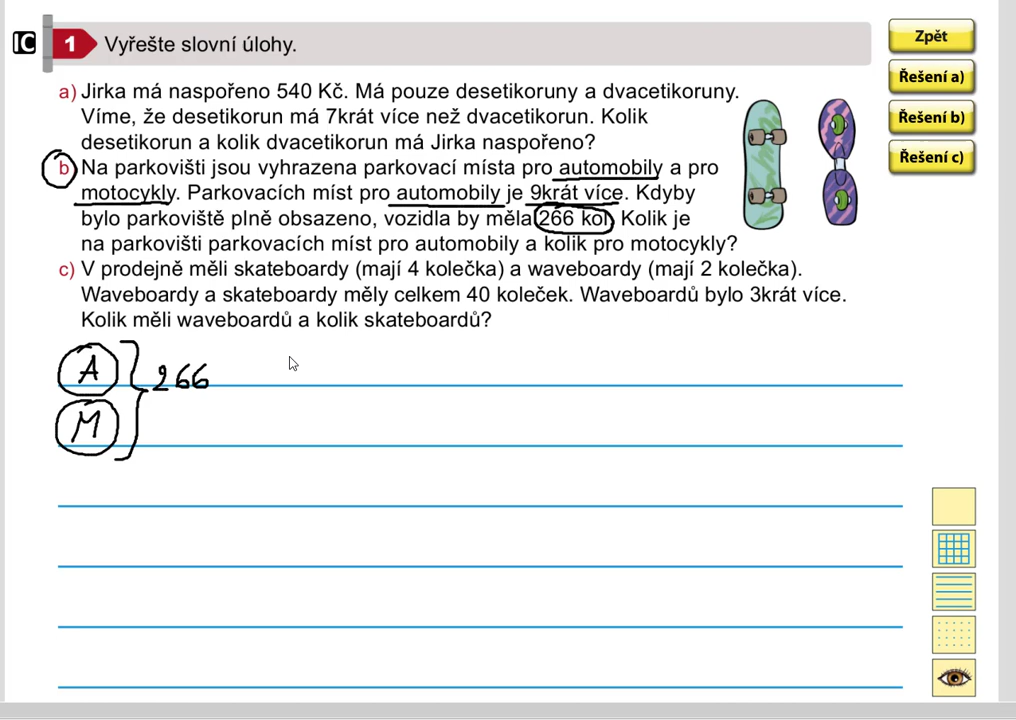 IC
1 Vyřešte slovní úlohy.
Zpět
Řešení a)
Řešení b)
Řešení c)
a) Jirka má naspořeno 540 Kč. Má pouze desetikoruny a dvacetikoruny.
Víme, že desetikorun má 7krát více než dvacetikorun. Kolik
desetikorun a kolik dvacetikorun má Jirka naspořeno?
b) Na parkovišti jsou vyhrazena parkovací místa pro automobily a pro
motocykly. Parkovacích míst pro automobily je 9krát více. Kdyby
bylo parkoviště plně obsazeno, vozidla by měla 266 kol. Kolik je
na parkovišti parkovacích míst pro automobily a kolik pro motocykly?
c) V prodejně měli skateboardy (mají 4 kolečka) a waveboardy (mají 2 kolečka).
Waveboardy a skateboardy měly celkem 40 koleček. Waveboardů bylo 3krát více.
Kolik měli waveboardů a kolik skateboardů?
A } 266
M